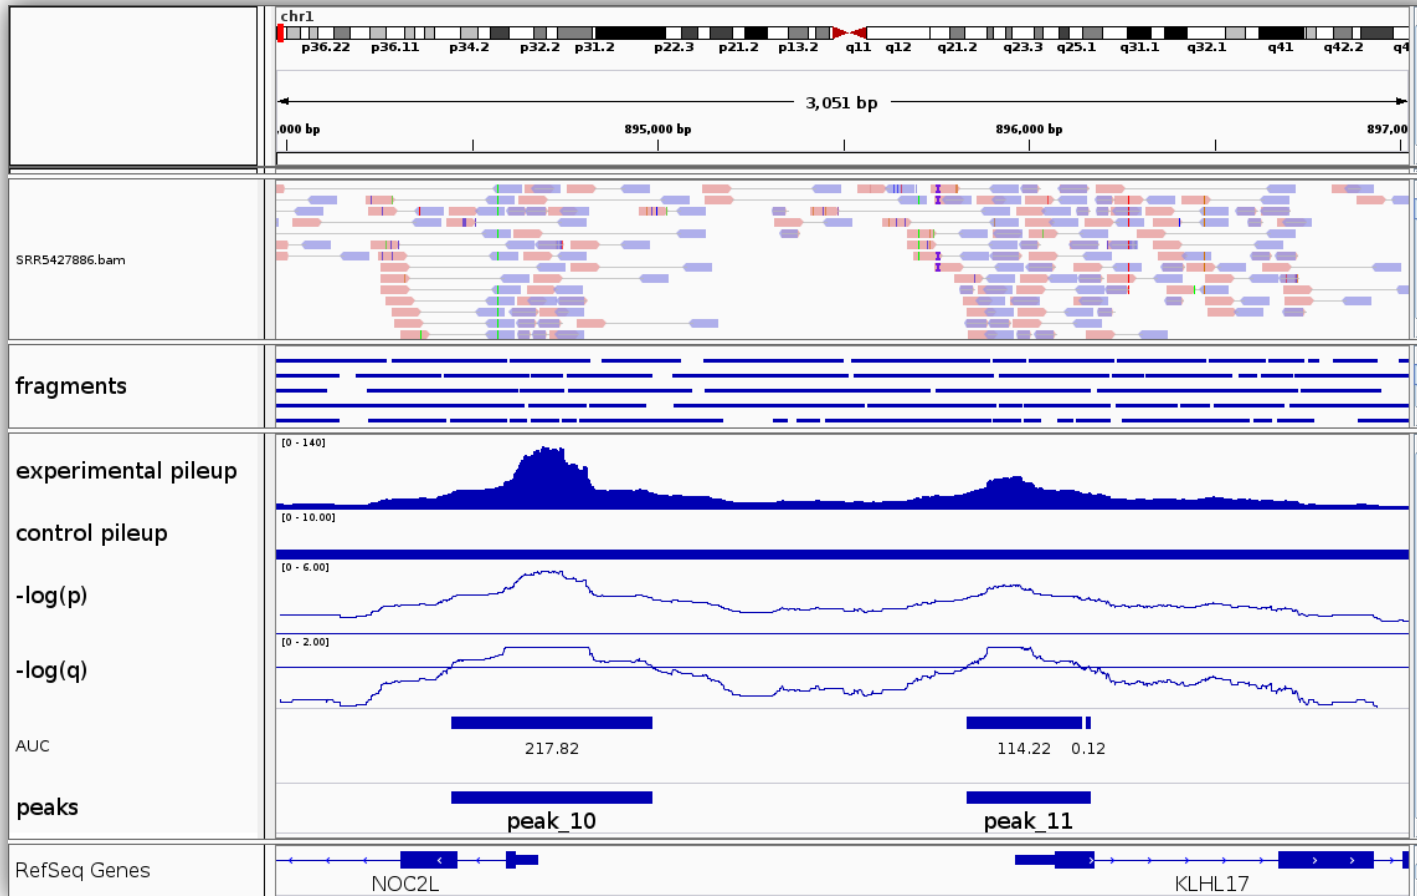 chr1
p36.22 p36.11 p34.2 p32.2 p31.2 p22.3 p21.2 p13.2 q11 q12 q21.2 q23.3 q25.1 q31.1 q32.1 q41 q42.2 q4
3,051 bp
,000 bp 895,000 bp 896,000 bp 897,00
SRR5427886.bam
fragments
[0 - 140]
experimental pileup
[0 - 10.00]
control pileup
[0 - 6.00]
-log(p)
[0 - 2.00]
-log(q)
AUC
217.82 114.22 0.12
peaks
peak_10 peak_11
RefSeq Genes
NOC2L KLHL17